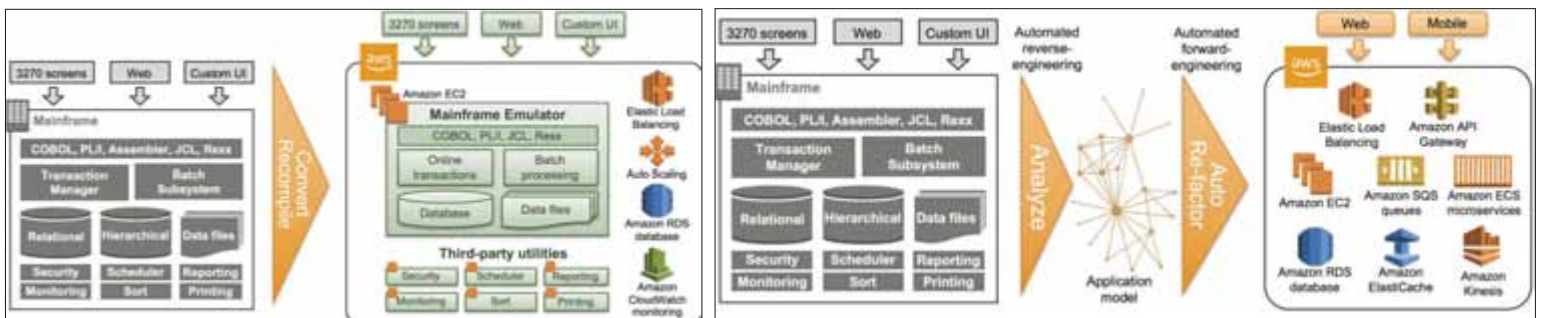 3270 screens
Web
Custom UI
Mainframe
COBOL, PL/I, Assembler, JCL, Rexx
Transaction
Manager
Batch
Subsystem
Relational
Hierarchical
Data files
Security
Scheduler
Reporting
Monitoring
Sort
Printing
Convert
Recompile
3270 screens
Web
Custom UI
aws
Amazon EC2
Mainframe Emulator
COBOL, PL/I, JCL, Rexx
Online
transactions
Batch
processing
Database
Data files
Third-party utilities
Security
Scheduler
Reporting
Monitoring
Sort
Printing
Elastic Load
Balancing
Auto Scaling
Amazon RDS
database
Amazon
CloudWatch
monitoring
3270 screens
Web
Custom UI
Mainframe
COBOL, PL/I, Assembler, JCL, Rexx
Transaction
Manager
Batch
Subsystem
Relational
Hierarchical
Data files
Security
Scheduler
Reporting
Monitoring
Sort
Printing
Automated
reverse-
engineering
Analyze
Application
model
Automated
forward-
engineering
Auto
Re-factor
Web
Mobile
aws
Elastic Load
Balancing
Amazon API
Gateway
Amazon EC2
Amazon SQS
queues
Amazon ECS
microservices
Amazon RDS
database
Amazon
ElastiCache
Amazon
Kinesis